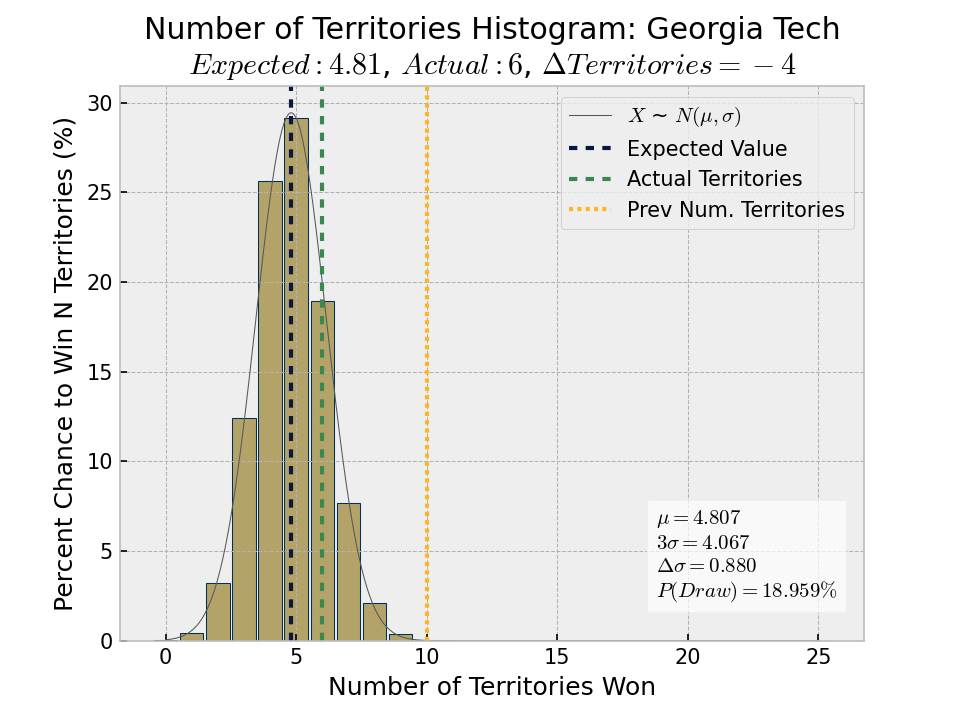 Number of Territories Histogram: Georgia Tech
Expected : 4.81, Actual : 6, ΔTerritories = −4
Percent Chance to Win N Territories (%)
30
25
20
15
10
5
0
X ~ N(μ, σ)
Expected Value
Actual Territories
Prev Num. Territories
μ = 4.807
3σ = 4.067
Δσ = 0.880
P(Draw) = 18.959%
0 5 10 15 20 25
Number of Territories Won